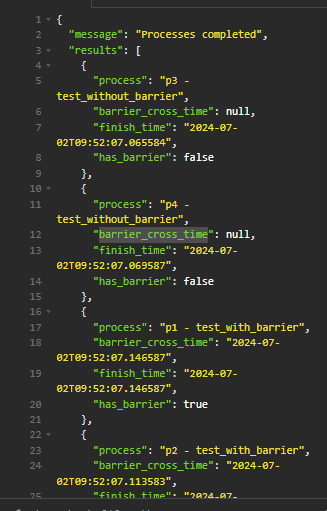 1 {
2 "message": "Processes completed",
3 "results": [
4 {
5 "process": "p3 -
test_without_barrier",
6 "barrier_cross_time": null,
7 "finish_time": "2024-07-
02T09:52:07.065584",
8 "has_barrier": false
9 },
10 {
11 "process": "p4 -
test_without_barrier",
12 "barrier_cross_time": null,
13 "finish_time": "2024-07-
02T09:52:07.069587",
14 "has_barrier": false
15 },
16 {
17 "process": "p1 - test_with_barrier",
18 "barrier_cross_time": "2024-07-
02T09:52:07.146587",
19 "finish_time": "2024-07-
02T09:52:07.146587",
20 "has_barrier": true
21 },
22 {
23 "process": "p2 - test_with_barrier",
24 "barrier_cross_time": "2024-07-
02T09:52:07.113583",
25 "finish_time": "2024-07-